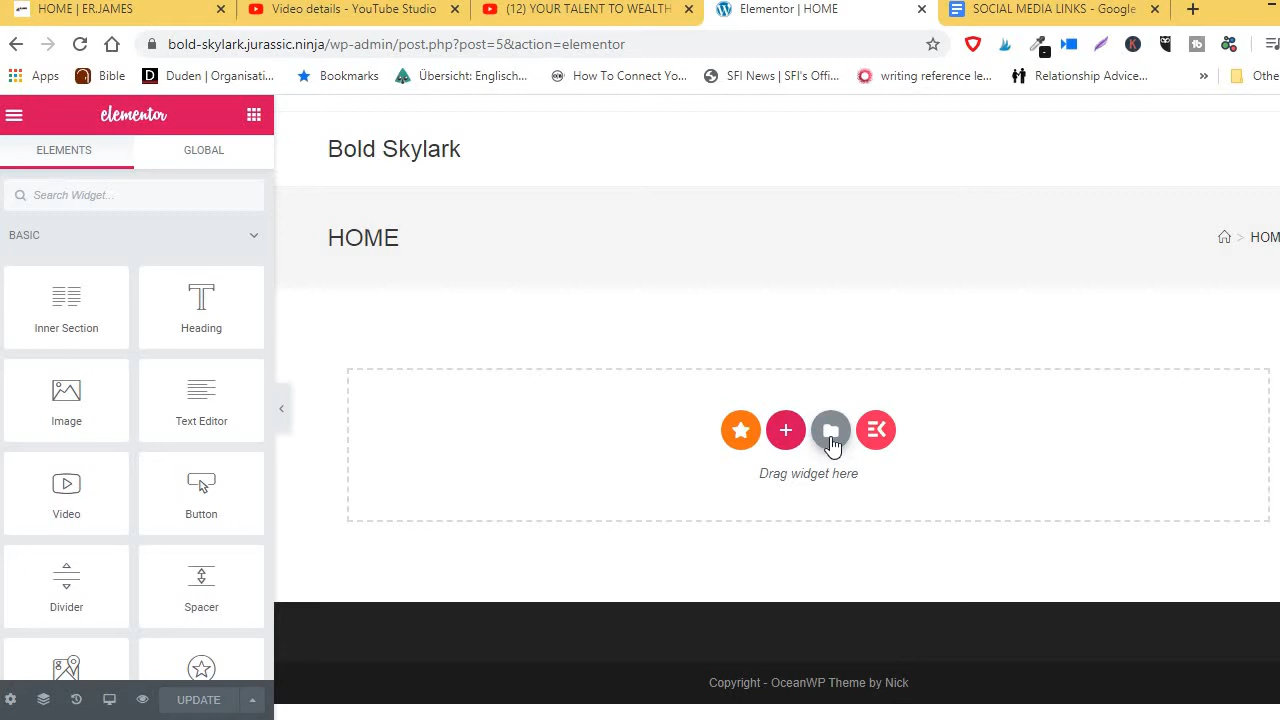 HOME | ERJAMES
Video details - YouTube Studio
(12) YOUR TALENT TO WEALTH
Elementor | HOME
SOCIAL MEDIA LINKS - Google
bold-skylark.jurassic.ninja/wp-admin/post.php?post=5&action=elementor
Apps
Bible
Duden | Organisati...
Bookmarks
Übersicht: Englisch...
How To Connect Yo...
SFI News | SFI's Offi...
writing reference le...
Relationship Advice...
»
Othe
elementor
ELEMENTS
GLOBAL
Search Widget...
BASIC
Inner Section
Heading
Image
Text Editor
Video
Button
Divider
Spacer
UPDATE
Bold Skylark
HOME
> HOM
Drag widget here
Copyright - OceanWP Theme by Nick